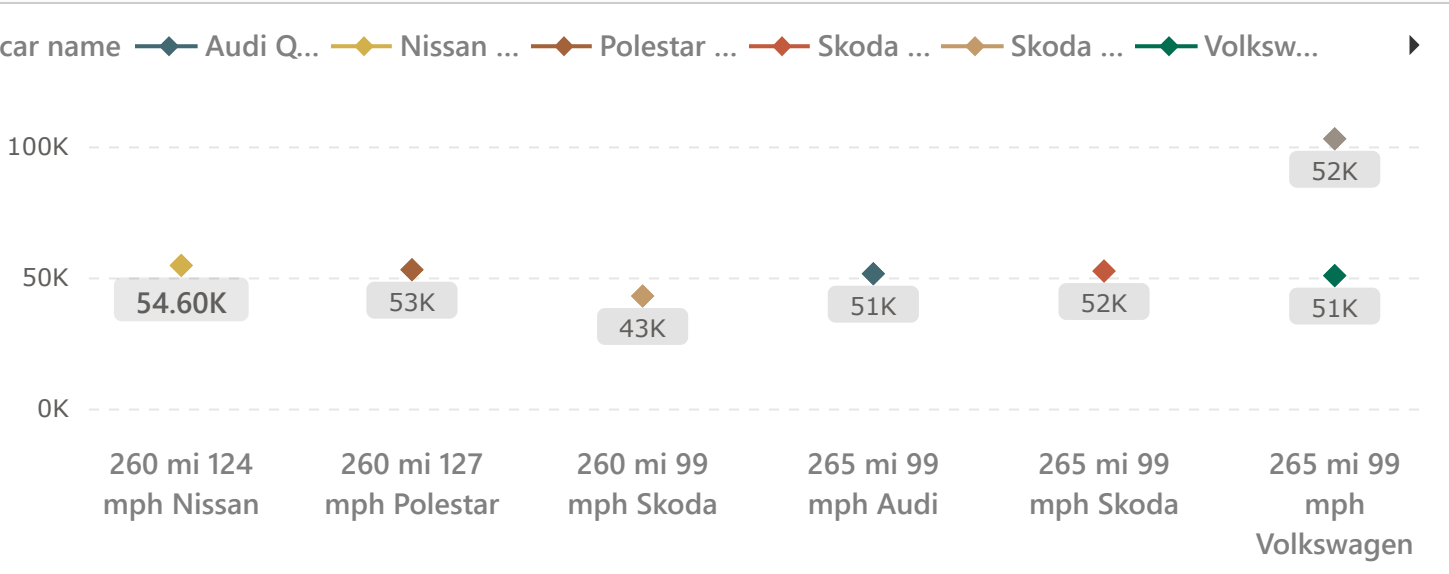 car name Audi Q... Nissan ... Polestar ... Skoda ... Skoda ... Volksw...
100K
52K
50K
54.60K
53K
43K
51K
52K
51K
0K
260 mi 124 mph Nissan
260 mi 127 mph Polestar
260 mi 99 mph Skoda
265 mi 99 mph Audi
265 mi 99 mph Skoda
265 mi 99 mph Volkswagen